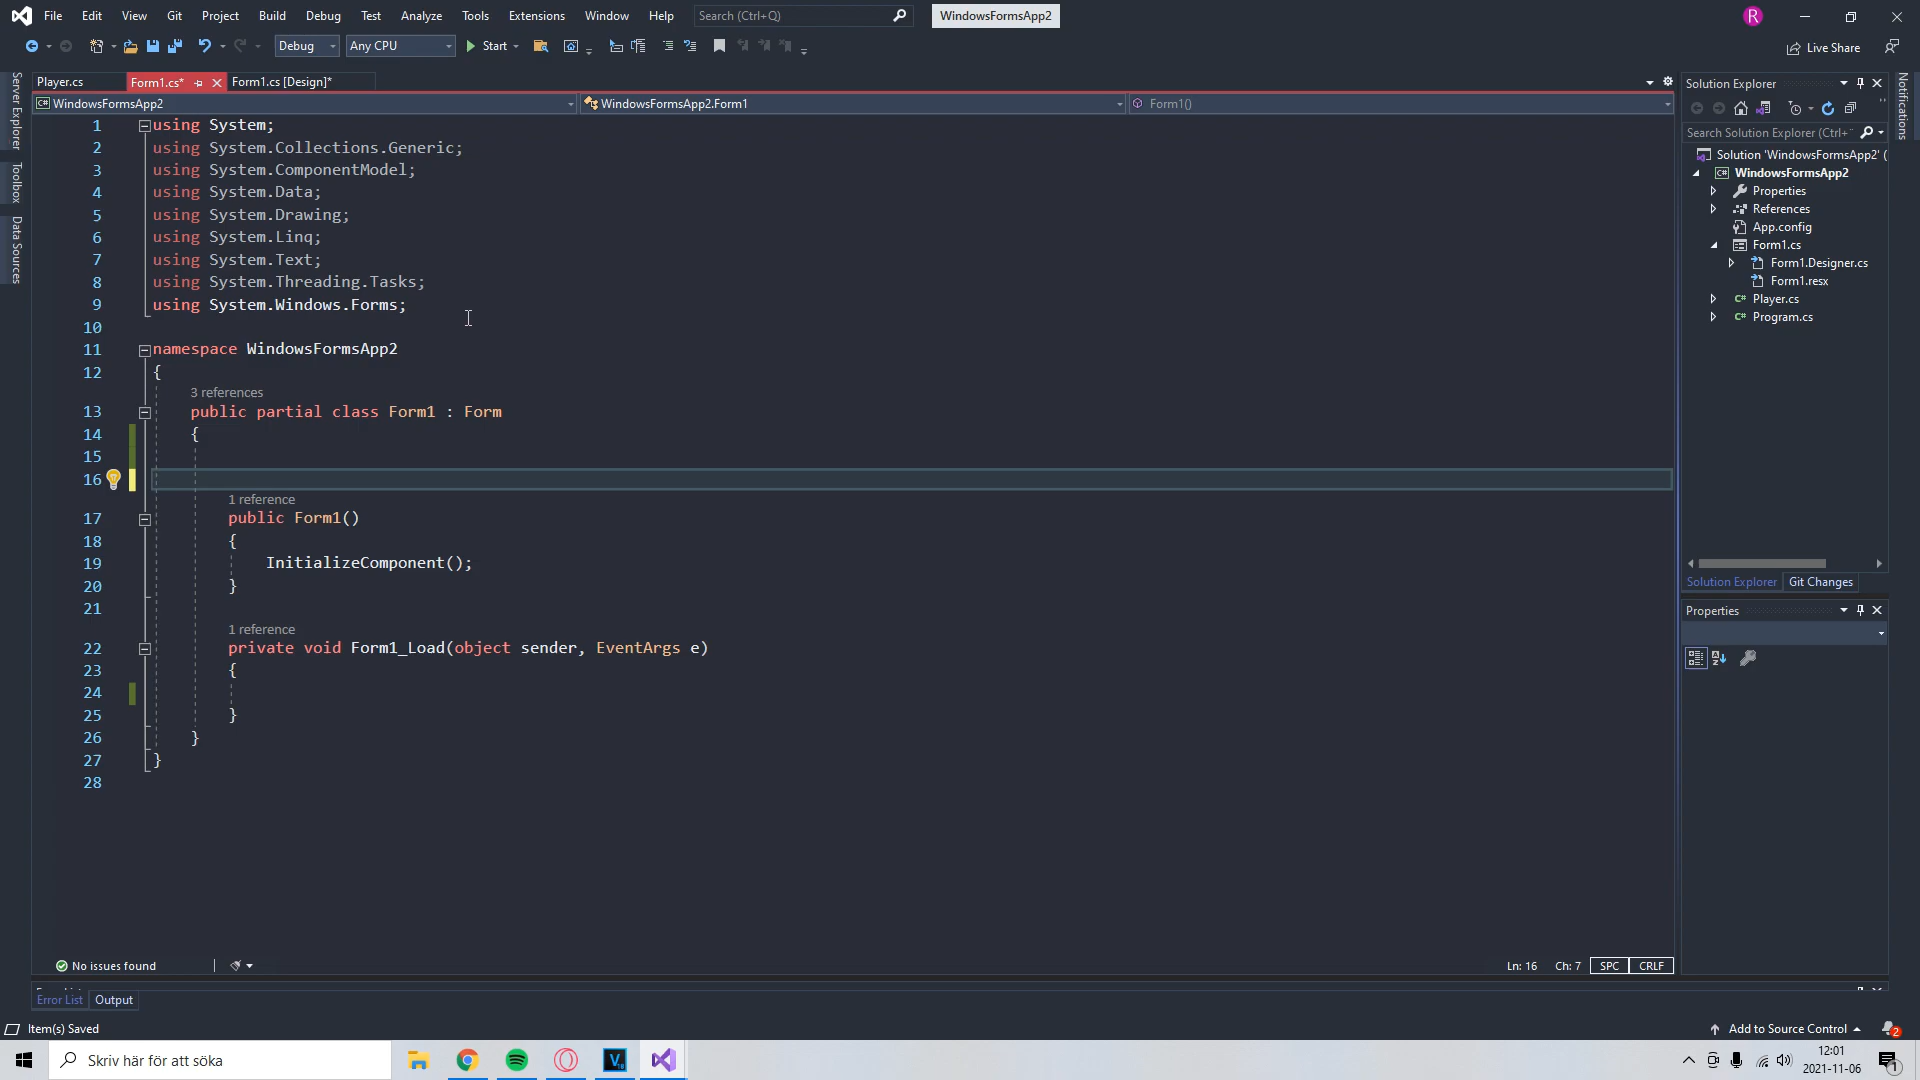 File Edit View Git Project Build Debug Test Analyze Tools Extensions Window Help Search (Ctrl+Q) WindowsFormsApp2 R
Debug Any CPU Start Live Share
Server Explorer
Toolbox
Data Sources
Player.cs Form1.cs* Form1.cs [Design]*
WindowsFormsApp2 WindowsFormsApp2.Form1 Form1()
1 using System;
2 using System.Collections.Generic;
3 using System.ComponentModel;
4 using System.Data;
5 using System.Drawing;
6 using System.Linq;
7 using System.Text;
8 using System.Threading.Tasks;
9 using System.Windows.Forms;
10
11 namespace WindowsFormsApp2
12 {
3 references
13 public partial class Form1 : Form
14 {
15
16
1 reference
17 public Form1()
18 {
19 InitializeComponent();
20 }
21
1 reference
22 private void Form1_Load(object sender, EventArgs e)
23 {
24
25 }
26 }
27 }
28
No issues found Ln: 16 Ch: 7 SPC CRLF
Error List Output
Solution Explorer
Search Solution Explorer (Ctrl+
Solution 'WindowsFormsApp2' (
WindowsFormsApp2
Properties
References
App.config
Form1.cs
Form1.Designer.cs
Form1.resx
Player.cs
Program.cs
Solution Explorer Git Changes
Properties
Notifications
Item(s) Saved Add to Source Control 2
Skriv här för att söka
12:01
2021-11-06
1